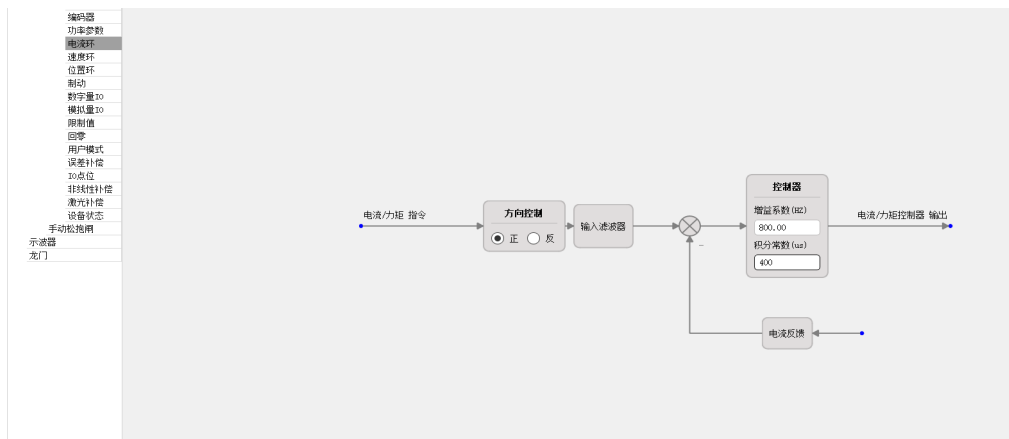 编码器
功率参数
电流环
速度环
位置环
制动
数字量IO
模拟量IO
限制值
回零
用户模式
误差补偿
IO点位
非线性补偿
激光补偿
设备状态
手动松抱闸
示波器
龙门
电流/力矩 指令
方向控制
正 反
输入滤波器
-
控制器
增益系数(HZ)
800.00
积分常数(us)
400
电流/力矩控制器 输出
电流反馈